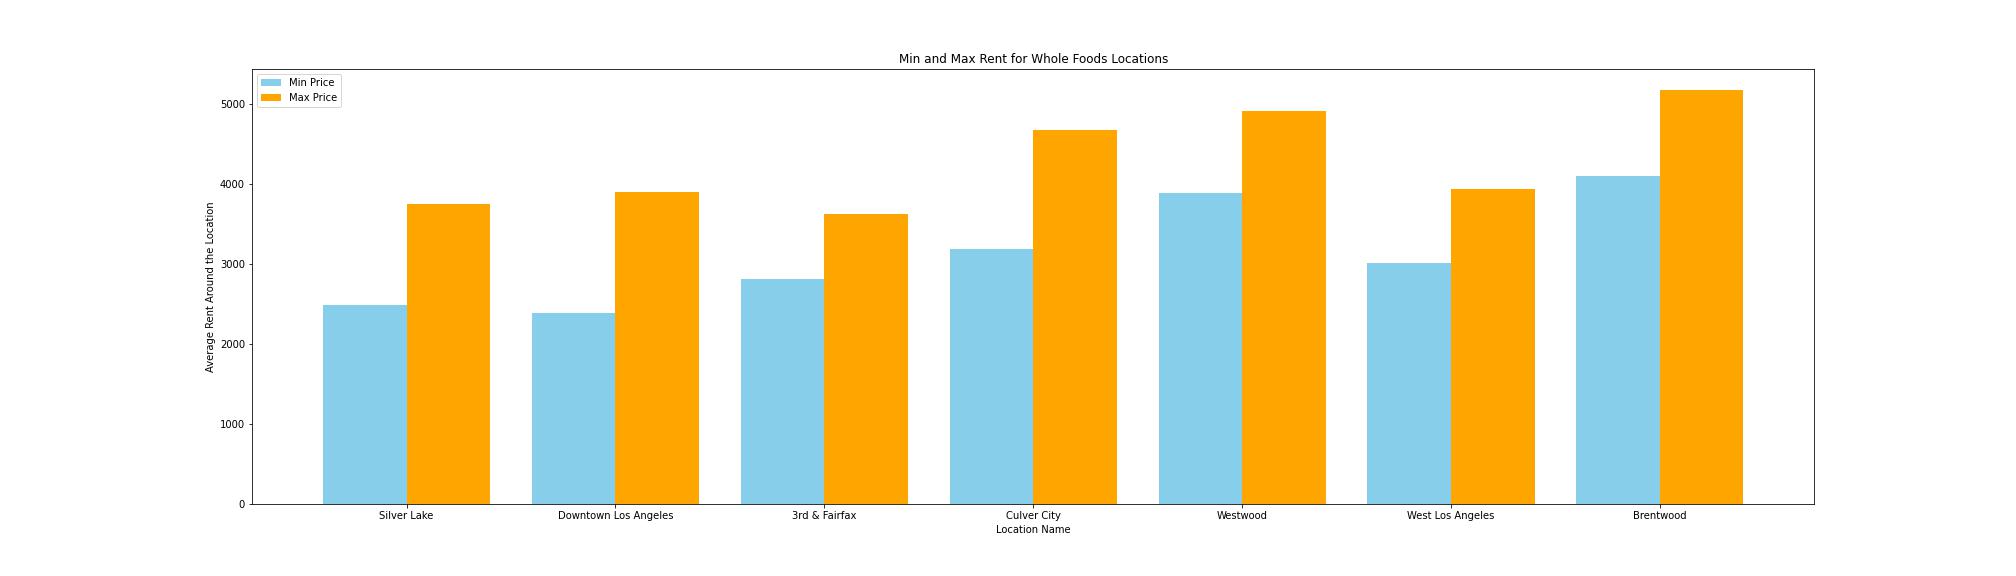 Min and Max Rent for Whole Foods Locations
Min Price
Max Price
Average Rent Around the Location
5000
4000
3000
2000
1000
0
Silver Lake
Downtown Los Angeles
3rd & Fairfax
Culver City
Westwood
West Los Angeles
Brentwood
Location Name